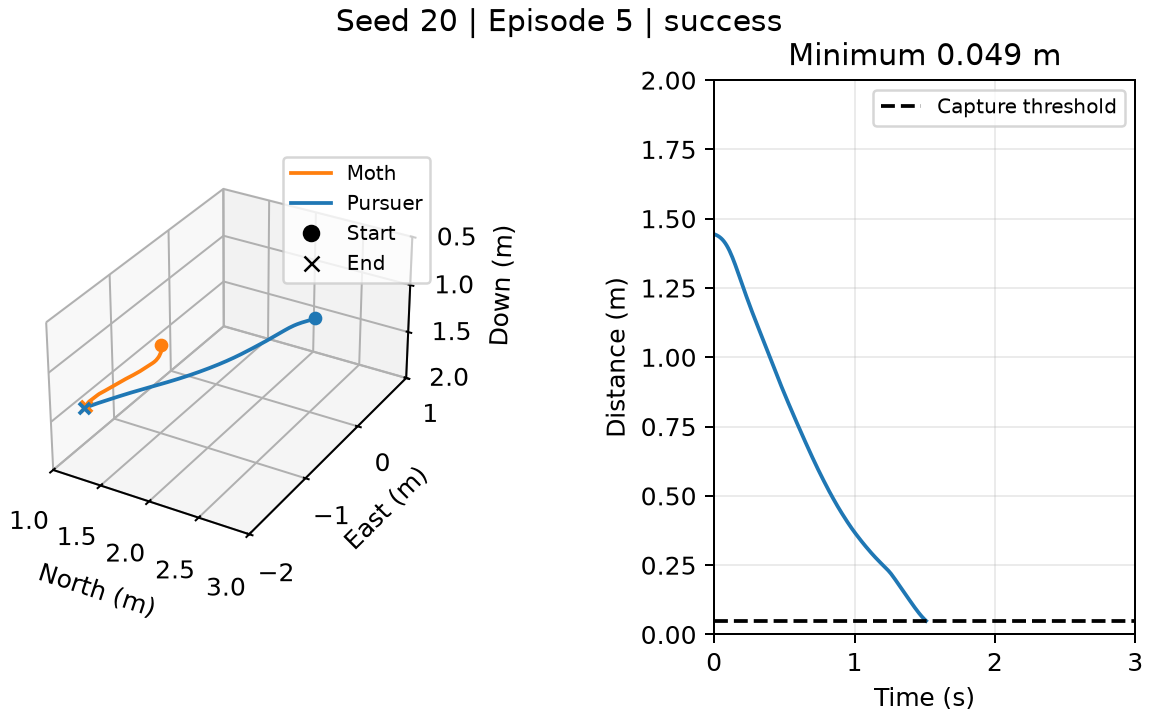 Seed 20 | Episode 5 | success
Moth
Pursuer
Start
End
0.5
1.0
1.5
2.0
Down (m)
1
0
−1
−2
East (m)
1.0
1.5
2.0
2.5
3.0
North (m)
Minimum 0.049 m
Capture threshold
2.00
1.75
1.50
1.25
1.00
0.75
0.50
0.25
0.00
Distance (m)
0 1 2 3
Time (s)